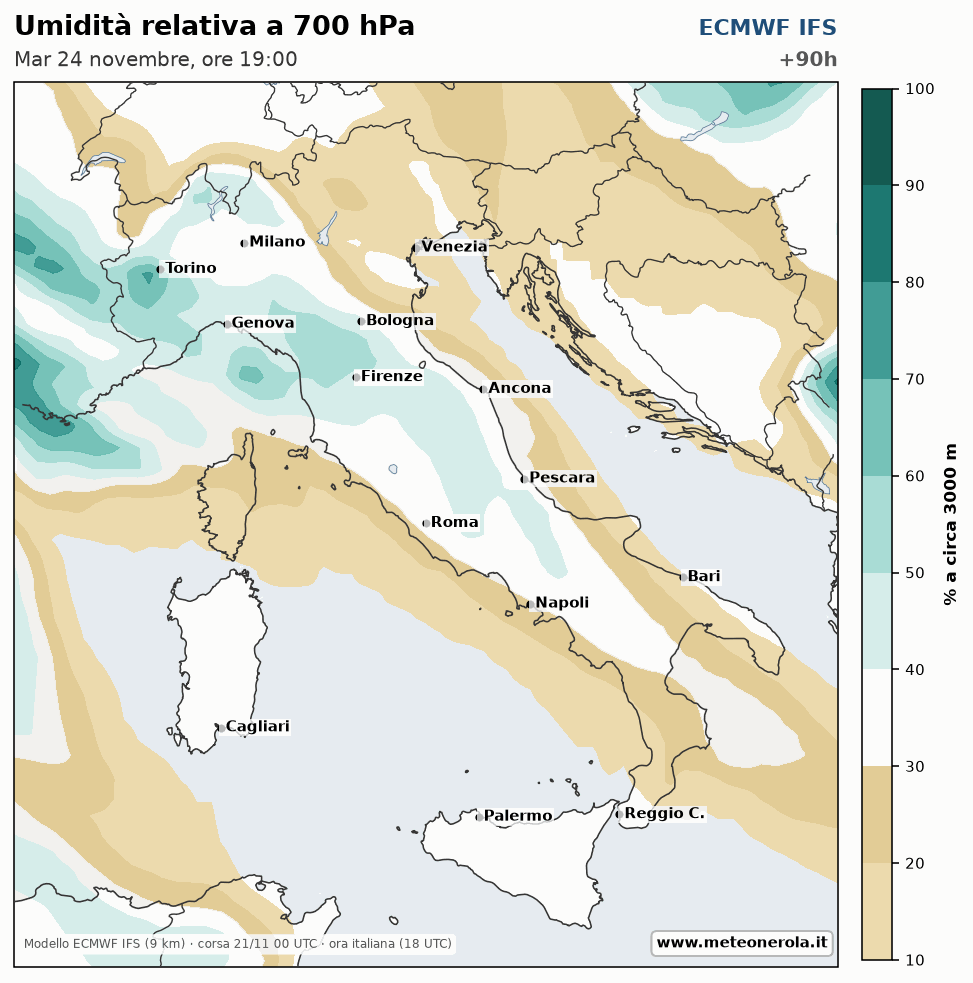 Umidità relativa a 700 hPa
ECMWF IFS
Mar 24 novembre, ore 19:00
+90h
Milano
Venezia
Torino
Genova
Bologna
Firenze
Ancona
Pescara
Roma
Bari
Napoli
Cagliari
Palermo
Reggio C.
100
90
80
70
60
50
40
30
20
10
% a circa 3000 m
Modello ECMWF IFS (9 km) · corsa 21/11 00 UTC · ora italiana (18 UTC)
www.meteonerola.it